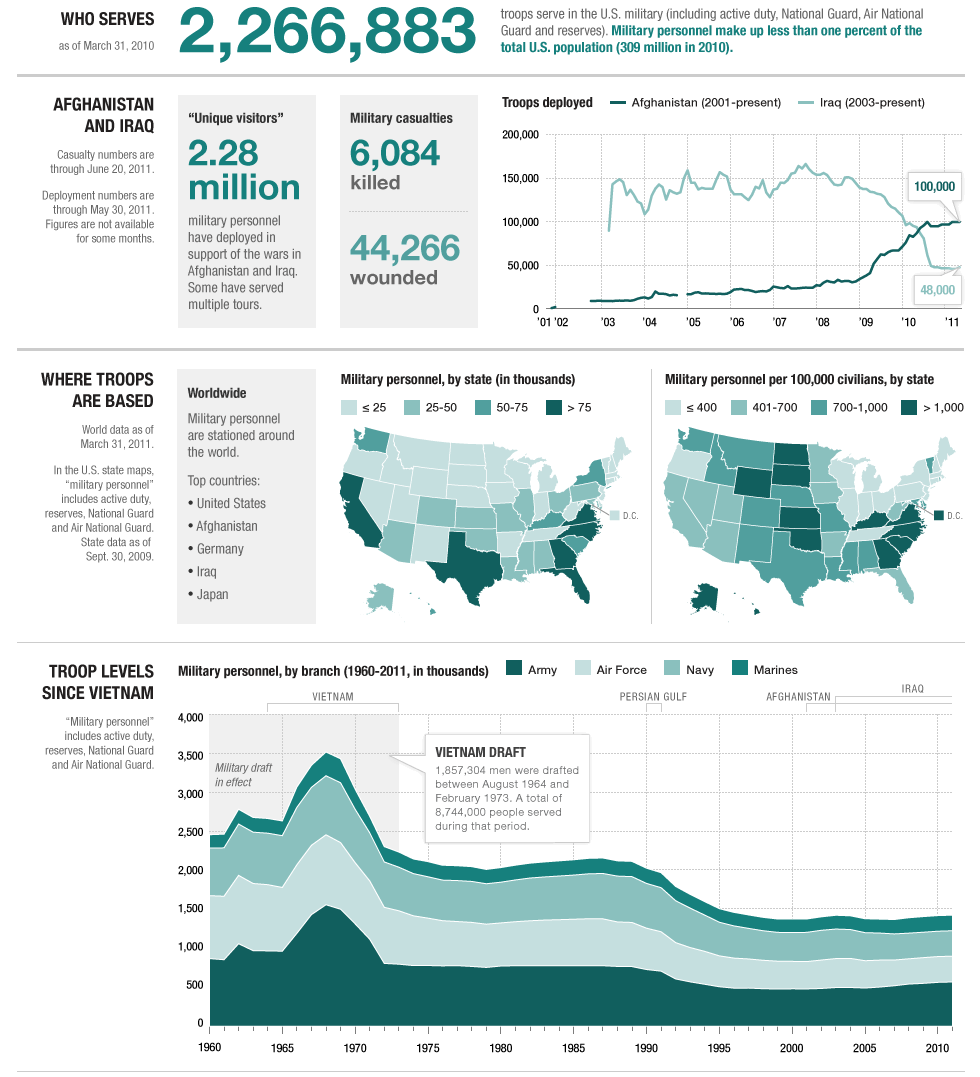 WHO SERVES
as of March 31, 2010
2,266,883
troops serve in the U.S. military (including active duty, National Guard, Air National
Guard and reserves). Military personnel make up less than one percent of the
total U.S. population (309 million in 2010).
AFGHANISTAN
AND IRAQ
Casualty numbers are
through June 20, 2011.
Deployment numbers are
through May 30, 2011.
Figures are not available
for some months.
“Unique visitors”
2.28
million
military personnel
have deployed in
support of the wars in
Afghanistan and Iraq.
Some have served
multiple tours.
Military casualties
6,084
killed
44,266
wounded
Troops deployed
Afghanistan (2001-present)
Iraq (2003-present)
200,000
150,000
100,000
50,000
0
100,000
48,000
'01 '02 '03 '04 '05 '06 '07 '08 '09 '10 '11
WHERE TROOPS
ARE BASED
World data as of
March 31, 2011.
In the U.S. state maps,
“military personnel”
includes active duty,
reserves, National Guard
and Air National Guard.
State data as of
Sept. 30, 2009.
Worldwide
Military personnel
are stationed around
the world.
Top countries:
• United States
• Afghanistan
• Germany
• Iraq
• Japan
Military personnel, by state (in thousands)
≤ 25 25-50 50-75 > 75
D.C.
Military personnel per 100,000 civilians, by state
≤ 400 401-700 700-1,000 > 1,000
D.C.
TROOP LEVELS
SINCE VIETNAM
“Military personnel”
includes active duty,
reserves, National Guard
and Air National Guard.
Military personnel, by branch (1960-2011, in thousands)
Army Air Force Navy Marines
VIETNAM
PERSIAN GULF
AFGHANISTAN
IRAQ
4,000
3,500
3,000
2,500
2,000
1,500
1,000
500
0
Military draft
in effect
VIETNAM DRAFT
1,857,304 men were drafted
between August 1964 and
February 1973. A total of
8,744,000 people served
during that period.
1960 1965 1970 1975 1980 1985 1990 1995 2000 2005 2010